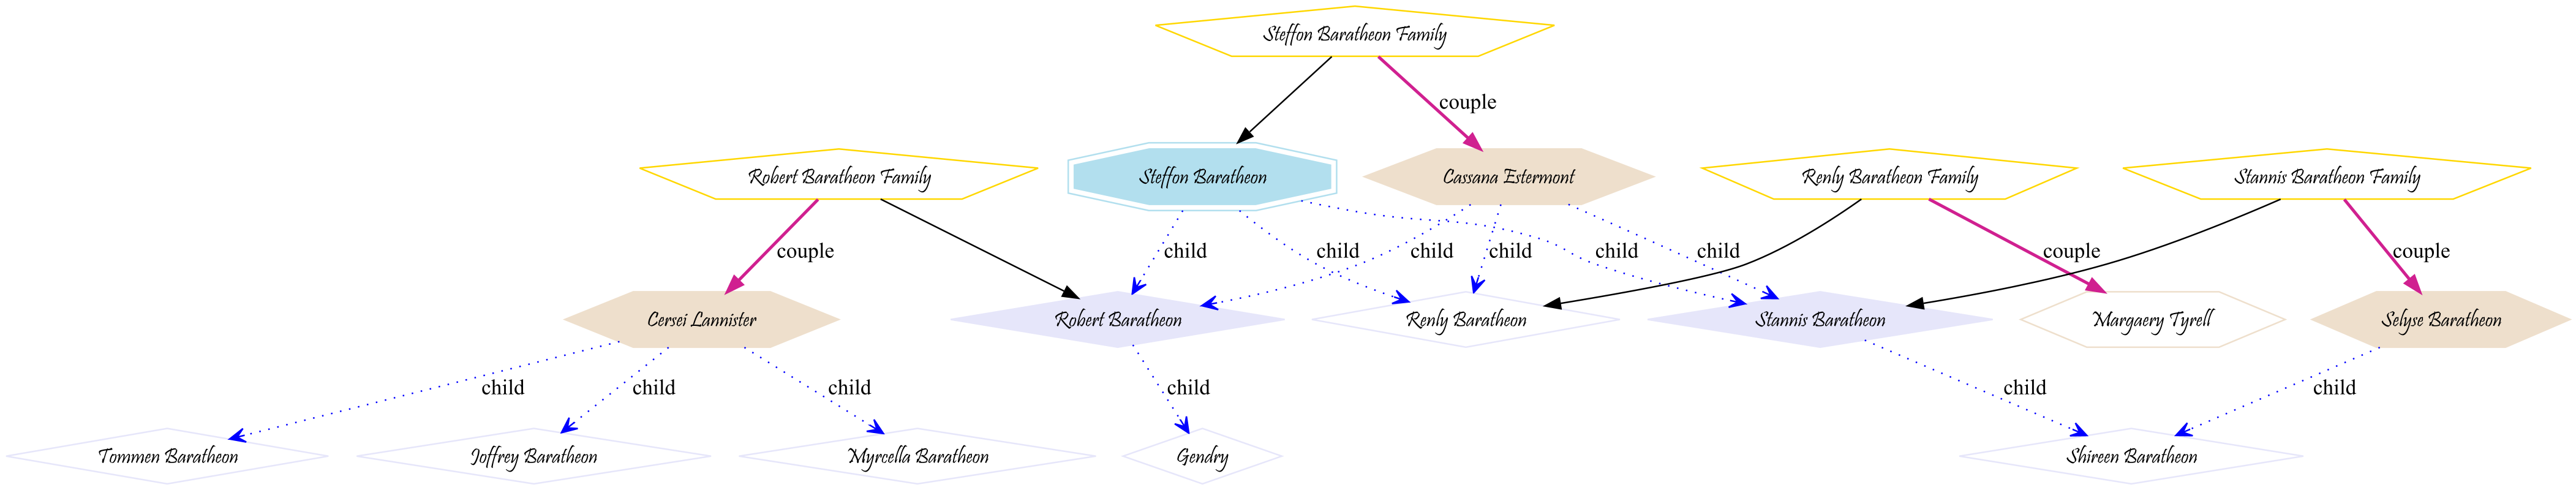 Steffon Baratheon Family
couple
Robert Baratheon Family
Steffon Baratheon
Cassana Estermont
Renly Baratheon Family
Stannis Baratheon Family
couple
child
child
child
child
child
child
couple
couple
Cersei Lannister
Robert Baratheon
Renly Baratheon
Stannis Baratheon
Margaery Tyrell
Selyse Baratheon
child
child
child
child
child
child
Tommen Baratheon
Joffrey Baratheon
Myrcella Baratheon
Gendry
Shireen Baratheon